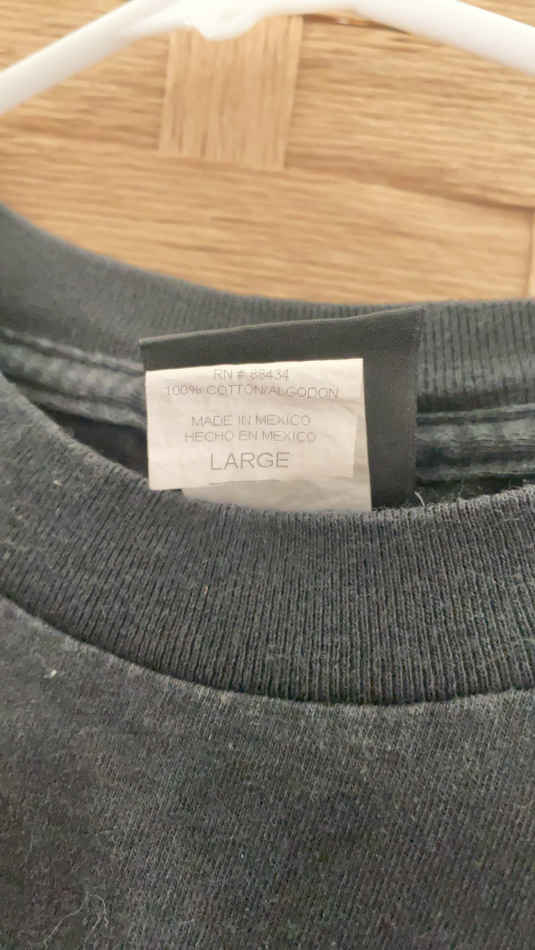 RN # 88434
100% COTTON/ALGODON
MADE IN MEXICO
HECHO EN MEXICO
LARGE